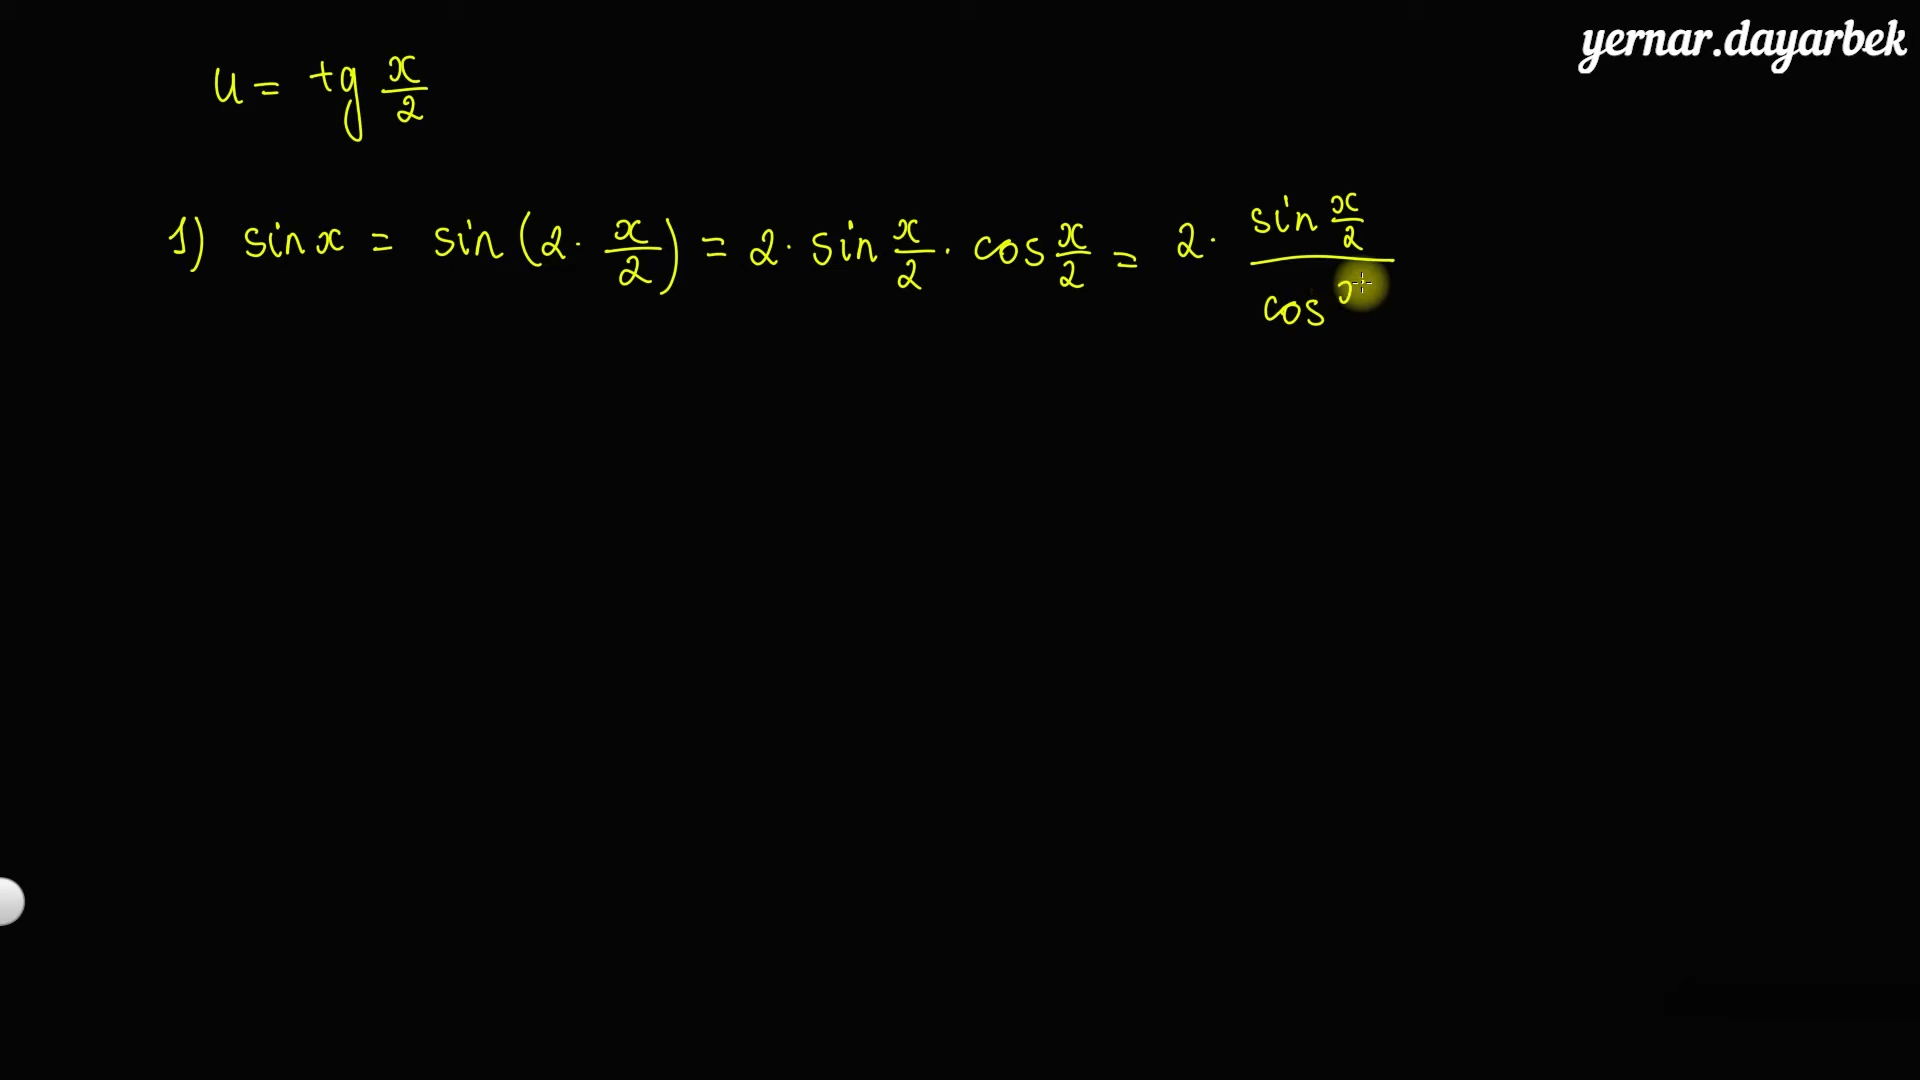 yernar.dayarbek
u = tg x/2
1) sin x = sin (2 · x/2) = 2 · sin x/2 · cos x/2 = 2 · sin x/2 / cos x